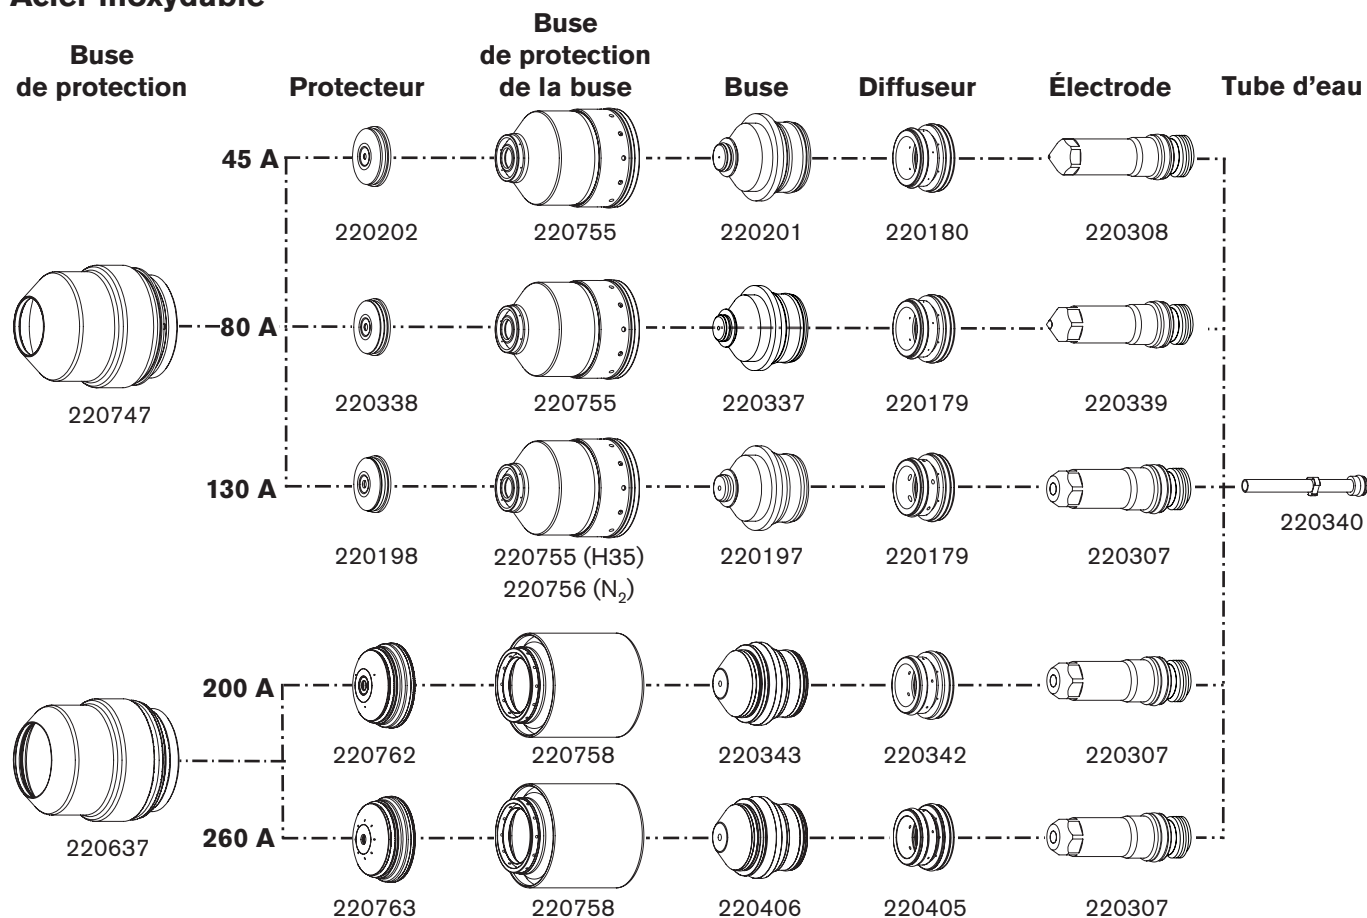 Acier inoxydable
Buse
de protection
Protecteur
Buse
de protection
de la buse
Buse
Diffuseur
Électrode
Tube d'eau
45 A
220202
220755
220201
220180
220308
220747
80 A
220338
220755
220337
220179
220339
130 A
220198
220755 (H35)
220756 (N₂)
220197
220179
220307
220340
200 A
220762
220758
220343
220342
220307
220637
260 A
220763
220758
220406
220405
220307